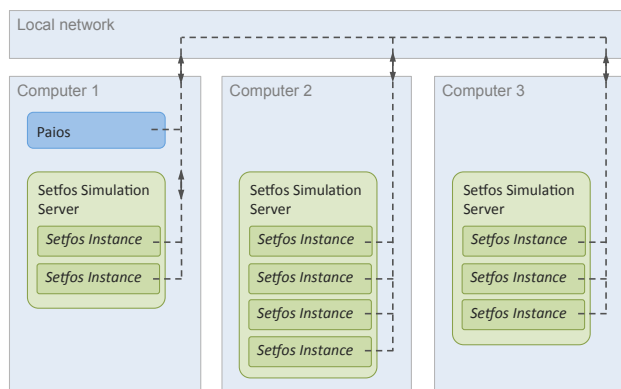 Local network
Computer 1
Paios
Setfos Simulation
Server
Setfos Instance
Setfos Instance
Computer 2
Setfos Simulation
Server
Setfos Instance
Setfos Instance
Setfos Instance
Setfos Instance
Computer 3
Setfos Simulation
Server
Setfos Instance
Setfos Instance
Setfos Instance